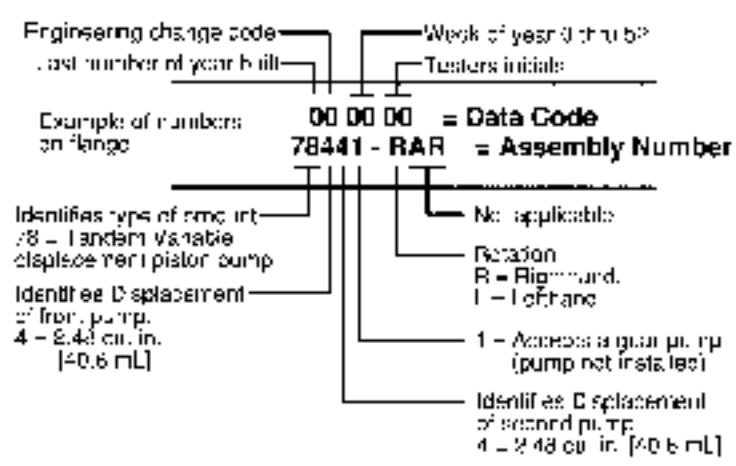 Engineering change code
Week of year 0 thru 52
Last number of year built
Testers initials
00 00 00 = Data Code
Example of numbers
on flange
78441 - RAR = Assembly Number
Identifies type of product
78 = Tandem Variable
displacement piston pump
Not applicable
Rotation
R = Righthand.
L = Lefthand
Identifies Displacement
of front pump.
4 = 2.48 cu. in.
[40.6 mL]
1 = Accepts a gear pump
(pump not installed)
Identifies Displacement
of second pump
4 = 2.48 cu. in. [40.6 mL]